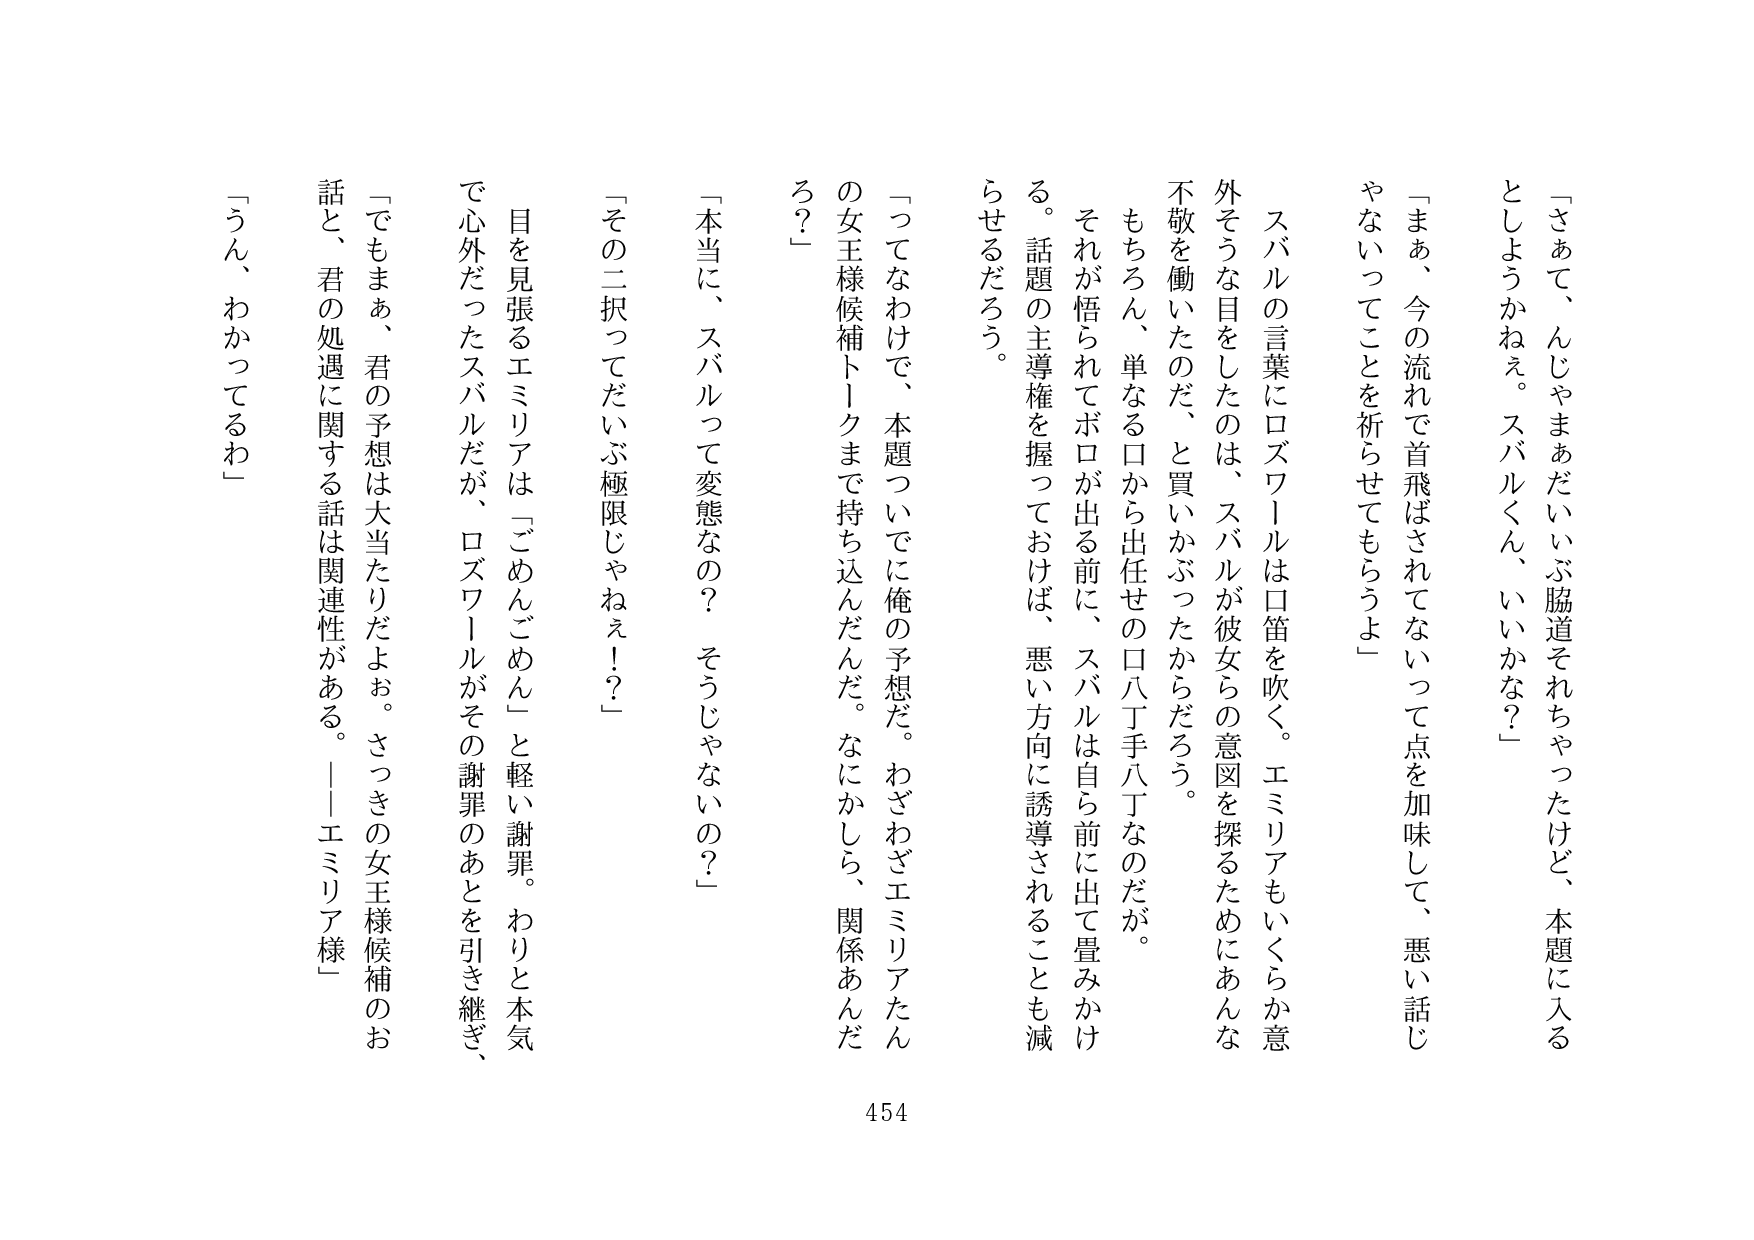 「さあて、んじゃまぁだいいぶ脇道それちゃったけど、本題に入る
としようかねぇ。スバルくん、いいかな？」
「まぁ、今の流れで首飛ばされてないって点を加味して、悪い話じ
ゃないってことを祈らせてもらうよ」
スバルの言葉にロズワールは口笛を吹く。エミリアもいくらか意
外そうな目をしたのは、スバルが彼女らの意図を探るためにあんな
不敬を働いたのだ、と買いかぶったからだろう。
もちろん、単なる口から出任せの口八丁手八丁なのだが。
それが悟られてボロが出る前に、スバルは自ら前に出て畳みかけ
る。話題の主導権を握っておけば、悪い方向に誘導されることも減
らせるだろう。
「ってなわけで、本題ついでに俺の予想だ。わざわざエミリアたん
の女王様候補トークまで持ち込んだんだ。なにかしら、関係あんだ
ろ？」
「本当に、スバルって変態なの？　そうじゃないの？」
「その二択ってだいぶ極限じゃねぇ！？」
目を見張るエミリアは「ごめんごめん」と軽い謝罪。わりと本気
で心外だったスバルだが、ロズワールがその謝罪のあとを引き継ぎ、
「でもまぁ、君の予想は大当たりだよぉ。さっきの女王様候補のお
話と、君の処遇に関する話は関連性がある。――エミリア様」
「うん、わかってるわ」
454